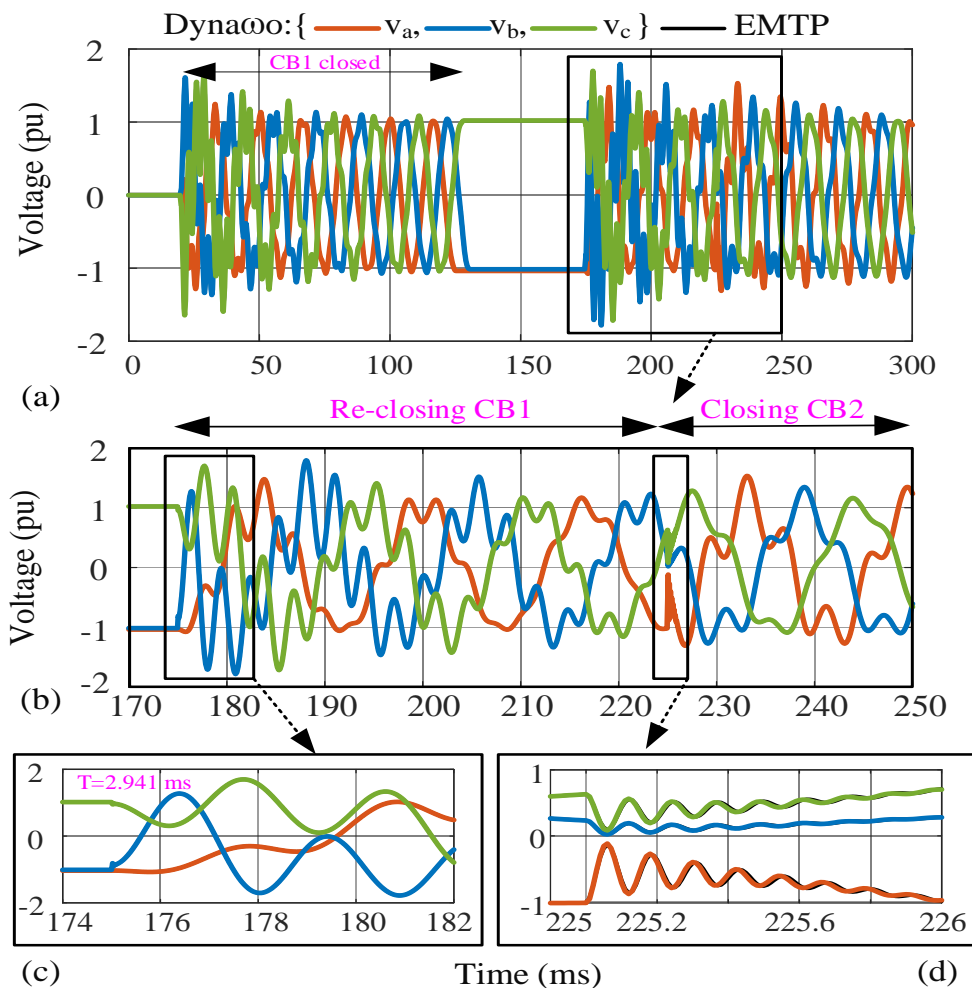 Dynaωo:{ v_a, v_b, v_c } EMTP
Voltage (pu)
2
1
0
-1
-2
CB1 closed
0 50 100 150 200 250 300
(a)
Re-closing CB1 Closing CB2
Voltage (pu)
2
1
0
-1
-2
170 180 190 200 210 220 230 240 250
(b)
T=2.941 ms
2
0
-2
174 176 178 180 182
1
0
-1
225 225.2 225.6 226
(c) Time (ms) (d)